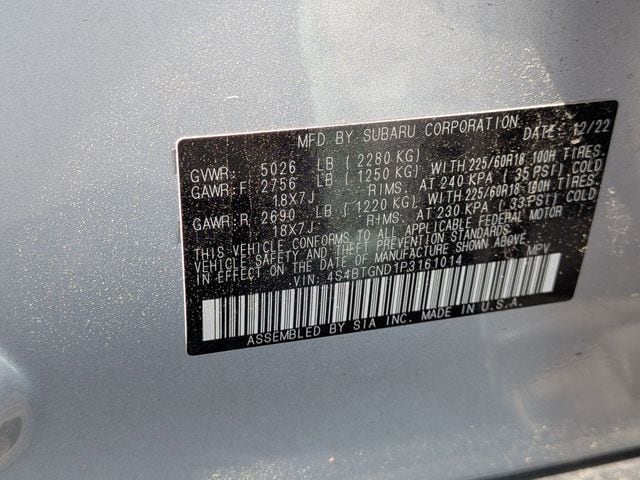 MFD BY SUBARU CORPORATION DATE: 12/22
GVWR: 5026 LB ( 2280 KG)
GAWR:F 2756 LB ( 1250 KG) WITH 225/60R18 100H TIRES.
18X7J RIMS. AT 240 KPA ( 35 PSI) COLD
GAWR:R 2690 LB ( 1220 KG) WITH 225/60R18 100H TIRES.
18X7J RIMS. AT 230 KPA ( 33 PSI) COLD
THIS VEHICLE CONFORMS TO ALL APPLICABLE FEDERAL MOTOR
VEHICLE SAFETY AND BUMPER STANDARDS
IN EFFECT ON THE DATE OF MANUFACTURE SHOWN ABOVE.
VIN: 4S4BTGND1P3161014 MPV
ASSEMBLED BY SIA INC. MADE IN U.S.A.